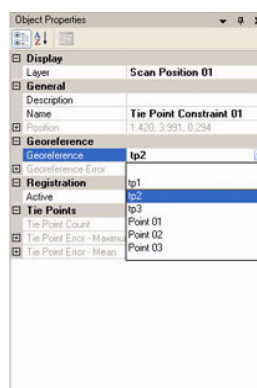 Object Properties
Display
Layer Scan Position 01
General
Description
Name Tie Point Constraint 01
Position 1.420, 3.991, 0.294
Georeference
Georeference tp2
Georeference Error
tp1
Registration
tp2
Active
tp3
Tie Points
Point 01
Tie Point Count
Point 02
Tie Point Error - Maximu
Point 03
Tie Point Error - Mean